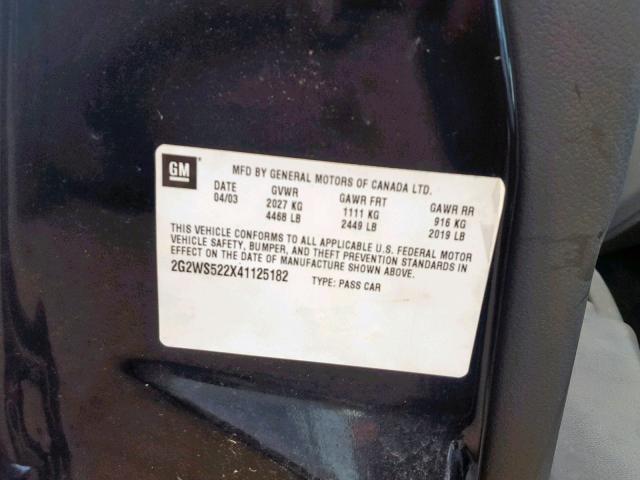 GM
MFD BY GENERAL MOTORS OF CANADA LTD.
DATE GVWR GAWR FRT GAWR RR
04/03 2027 KG 1111 KG 916 KG
4468 LB 2449 LB 2019 LB
THIS VEHICLE CONFORMS TO ALL APPLICABLE U.S. FEDERAL MOTOR
VEHICLE SAFETY, BUMPER, AND THEFT PREVENTION STANDARDS IN
EFFECT ON THE DATE OF MANUFACTURE SHOWN ABOVE.
2G2WS522X41125182 TYPE: PASS CAR